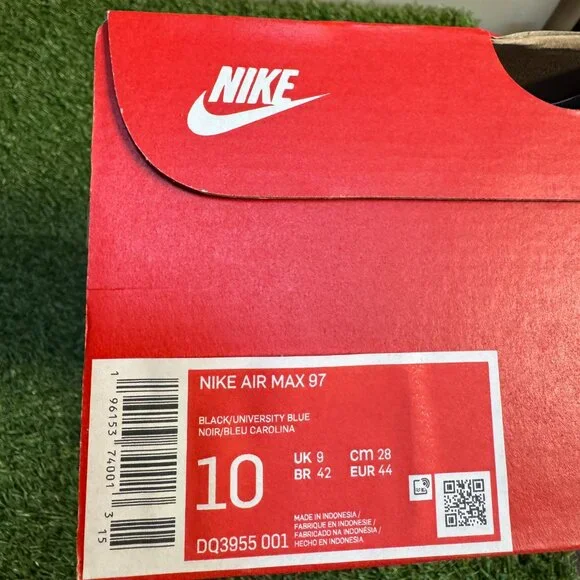 NIKE
NIKE AIR MAX 97
BLACK/UNIVERSITY BLUE
NOIR/BLEU CAROLINA
10
UK 9
BR 42
cm 28
EUR 44
MADE IN INDONESIA/
FABRIQUE EN INDONESIE/
FABRICADO NA INDONÉSIA /
HECHO EN INDONESIA
DQ3955 001
1 96153 74001 3 15